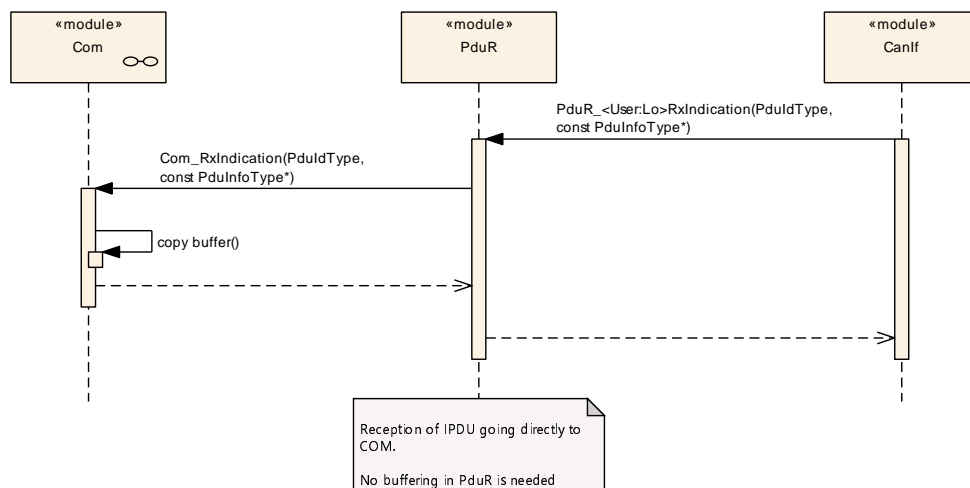 «module»
Com
«module»
PduR
«module»
CanIf
PduR_<User:Lo>RxIndication(PduIdType,
const PduInfoType*)
Com_RxIndication(PduIdType,
const PduInfoType*)
copy buffer()
Reception of IPDU going directly to
COM.
No buffering in PduR is needed